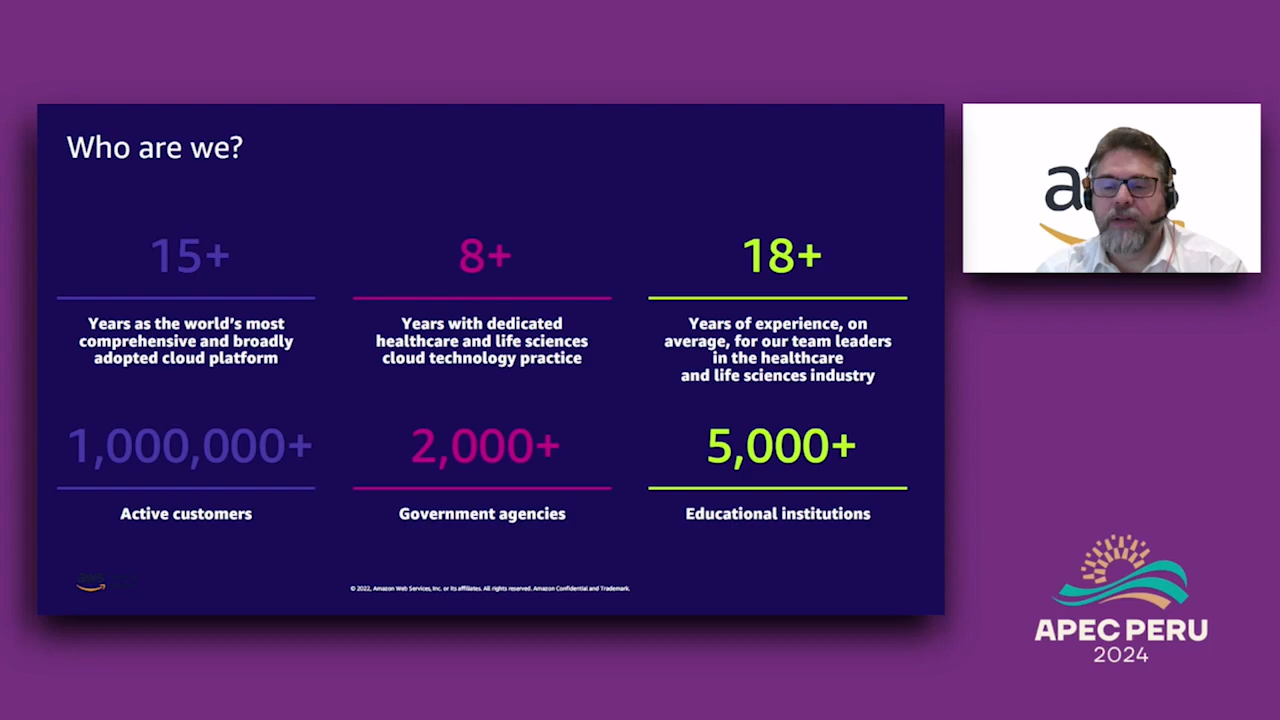 Who are we?
15+
Years as the world's most
comprehensive and broadly
adopted cloud platform
8+
Years with dedicated
healthcare and life sciences
cloud technology practice
18+
Years of experience, on
average, for our team leaders
in the healthcare
and life sciences industry
1,000,000+
Active customers
2,000+
Government agencies
5,000+
Educational institutions
aws
© 2022, Amazon Web Services, Inc. or its affiliates. All rights reserved. Amazon Confidential and Trademark.
APEC PERU
2024